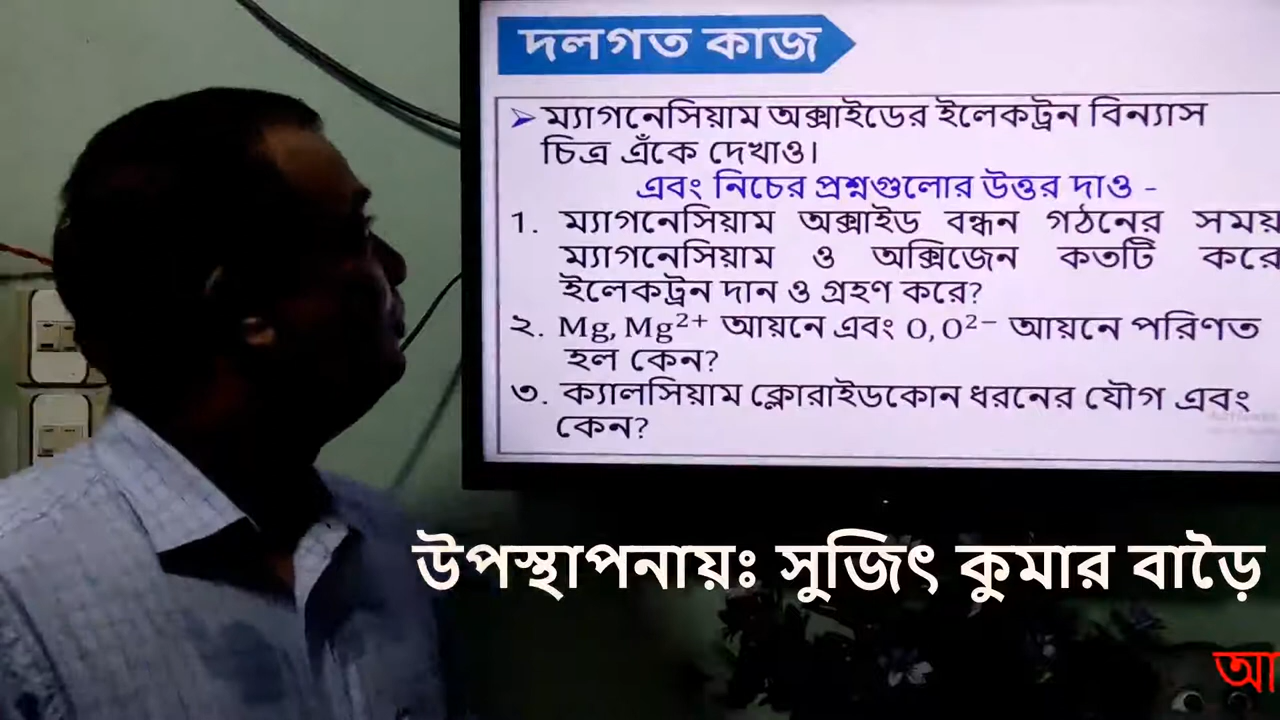 দলগত কাজ
➢ ম্যাগনেসিয়াম অক্সাইডের ইলেকট্রন বিন্যাস
চিত্র এঁকে দেখাও।
এবং নিচের প্রশ্নগুলোর উত্তর দাও -
1. ম্যাগনেসিয়াম অক্সাইড বন্ধন গঠনের সময়
ম্যাগনেসিয়াম ও অক্সিজেন কতটি করে
ইলেকট্রন দান ও গ্রহণ করে?
২. Mg, Mg²⁺ আয়নে এবং O, O²⁻ আয়নে পরিণত
হল কেন?
৩. ক্যালসিয়াম ক্লোরাইডকোন ধরনের যৌগ এবং
কেন?
উপস্থাপনায়ঃ সুজিৎ কুমার বাড়ৈ
আ